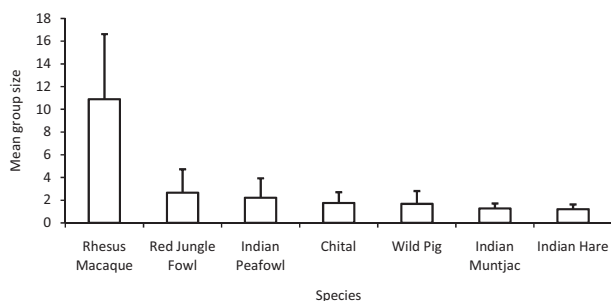 18
16
14
12
10
8
6
4
2
0
Mean group size
Rhesus Macaque
Red Jungle Fowl
Indian Peafowl
Chital
Wild Pig
Indian Muntjac
Indian Hare
Species